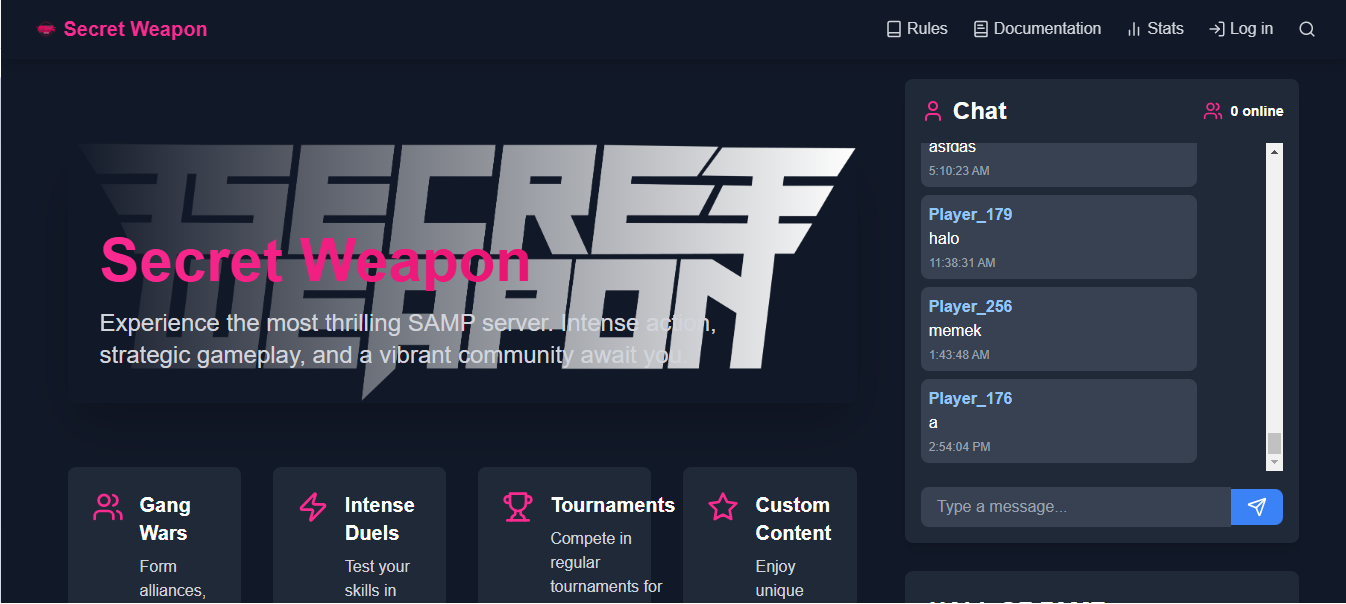 Secret Weapon
Rules
Documentation
Stats
Log in
SECRET
WEAPON
Secret Weapon
Experience the most thrilling SAMP server. Intense action,
strategic gameplay, and a vibrant community await you.
Gang
Wars
Form
alliances,
Intense
Duels
Test your
skills in
Tournaments
Compete in
regular
tournaments for
Custom
Content
Enjoy
unique
Chat
0 online
asfdas
5:10:23 AM
Player_179
halo
11:38:31 AM
Player_256
memek
1:43:48 AM
Player_176
a
2:54:04 PM
Type a message...